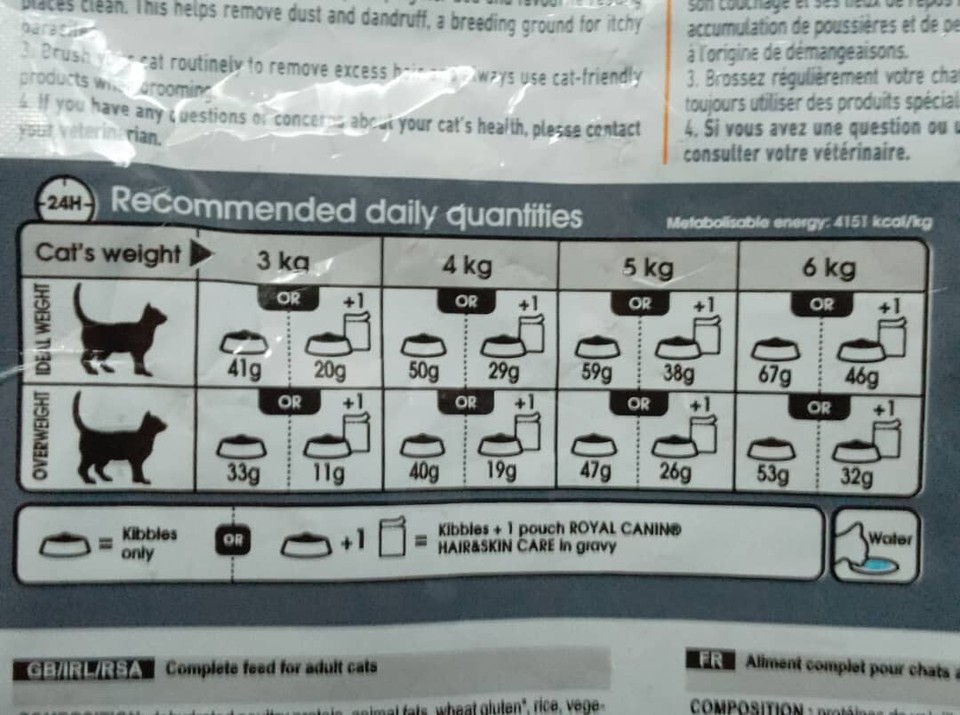 places clean. This helps remove dust and dandruff, a breeding ground for itchy
3. Brush cat routinely to remove excess always use cat-friendly
products grooming
4. If you have any questions or concerns about your cat's health, please contact
your veterinarian.
accumulation de poussières et de
à l'origine de démangeaisons.
3. Brossez régulièrement votre
toujours utiliser des produits
4. Si vous avez une question ou
consulter votre vétérinaire.
24H Recommended daily quantities
Metabolisable energy: 4151 kcal/kg
Cat's weight 3 kg 4 kg 5 kg 6 kg
IDEAL WEIGHT
OR +1 OR +1 OR +1 OR +1
41g 20g 50g 29g 59g 38g 67g 46g
OVERWEIGHT
OR +1 OR +1 OR +1 OR +1
33g 11g 40g 19g 47g 26g 53g 32g
= Kibbles only
OR
+1 = Kibbles + 1 pouch ROYAL CANIN®
HAIR&SKIN CARE in gravy
Water
GB/IRL/RSA Complete feed for adult cats
FR Aliment complet pour chats
animal fats, wheat gluten*, rice, vege-
COMPOSITION :